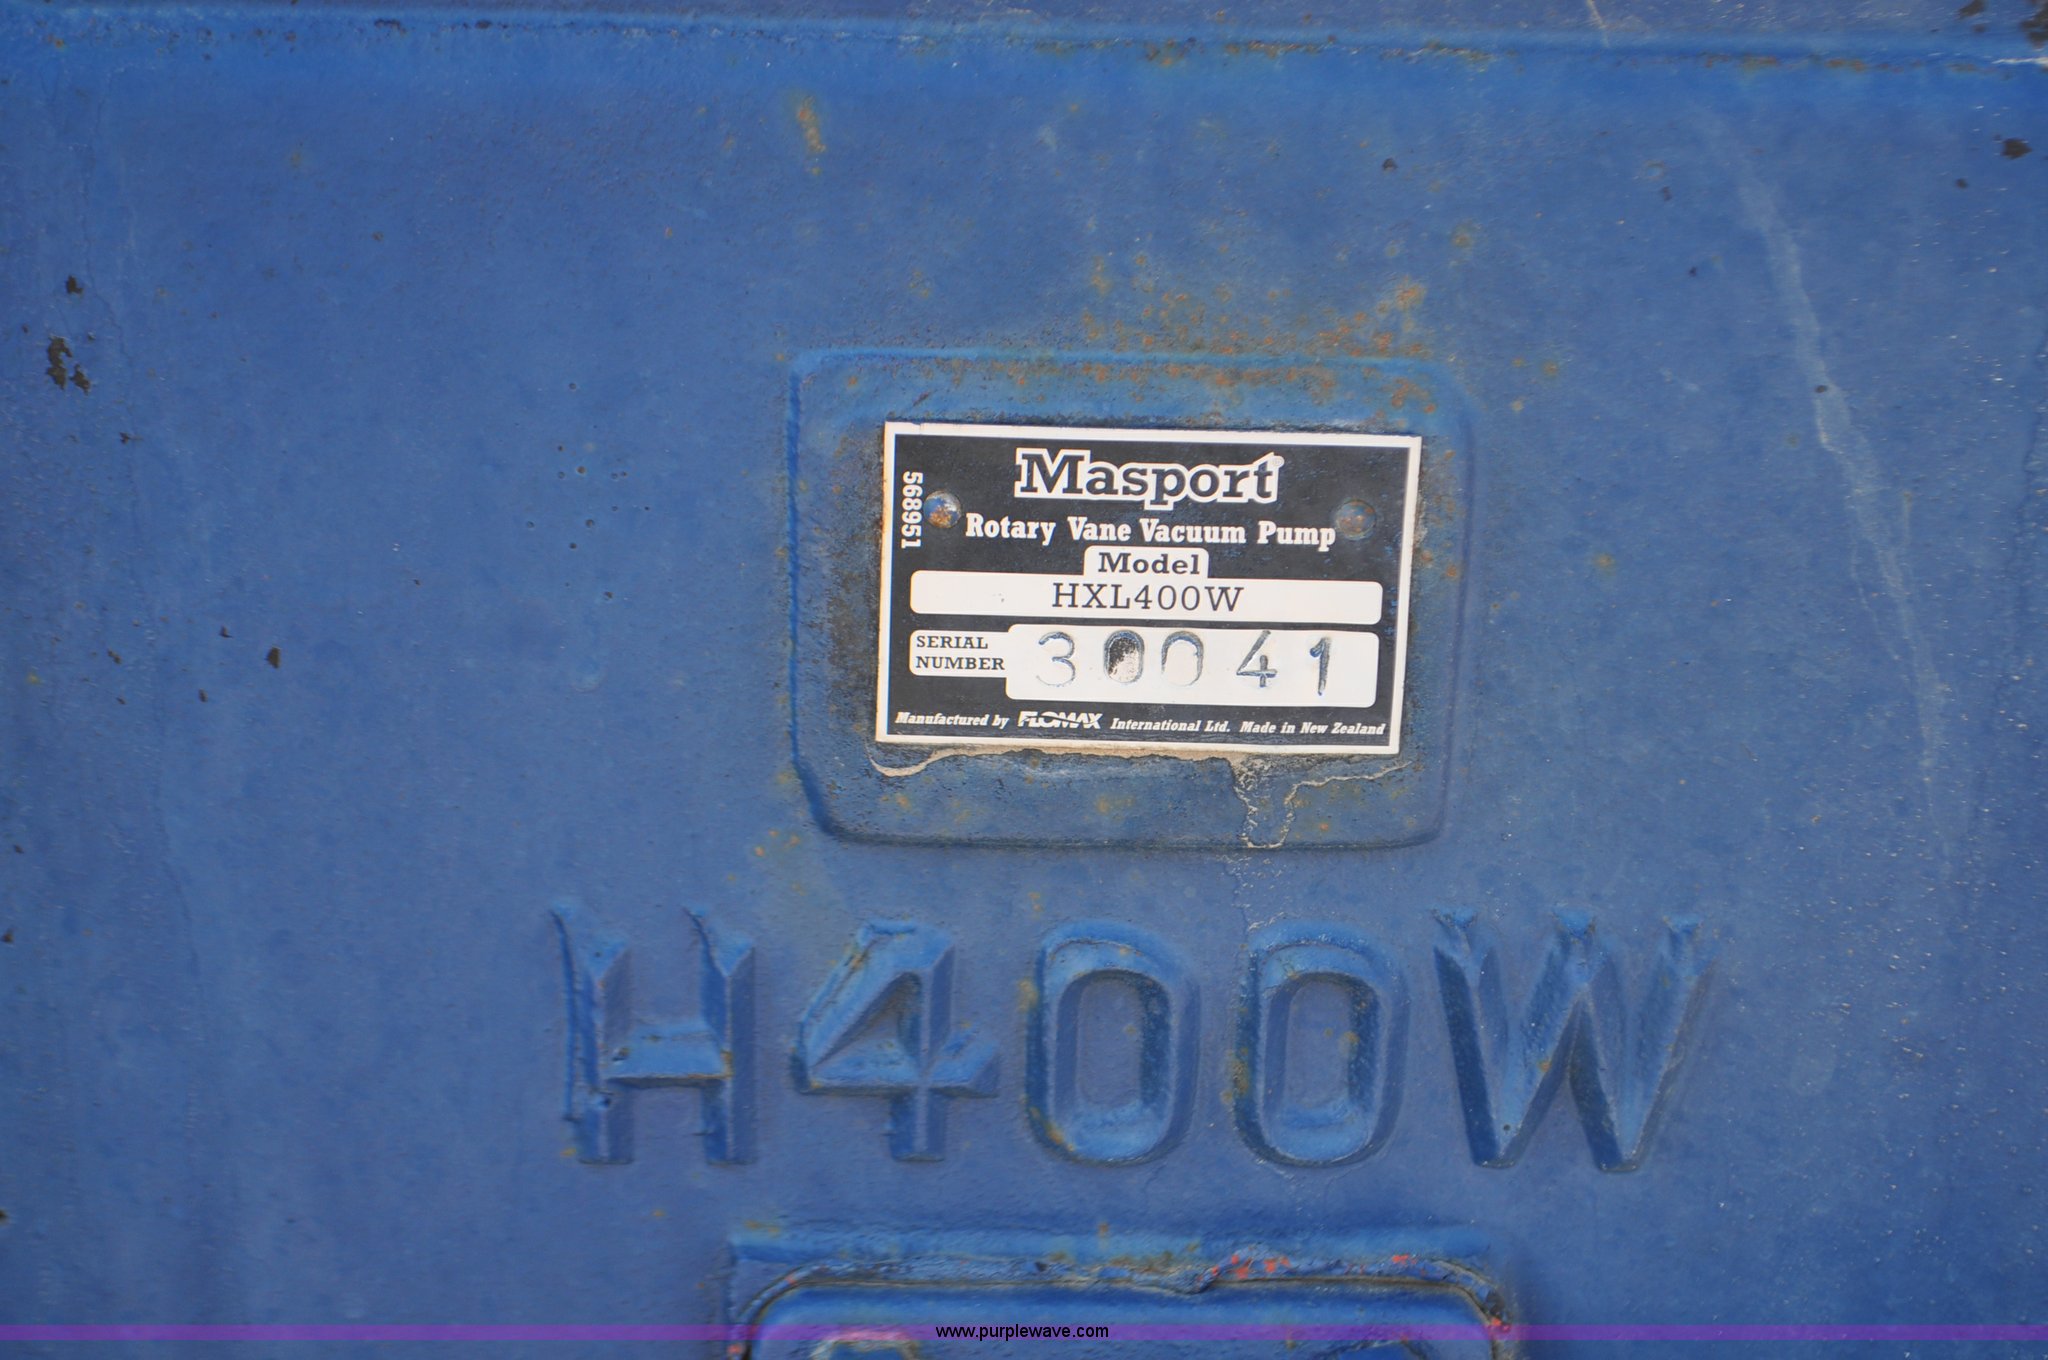 Masport®
568951
Rotary Vane Vacuum Pump
Model
HXL400W
SERIAL
NUMBER
30041
Manufactured by FLOMAX International Ltd. Made in New Zealand
H400W
www.purplewave.com